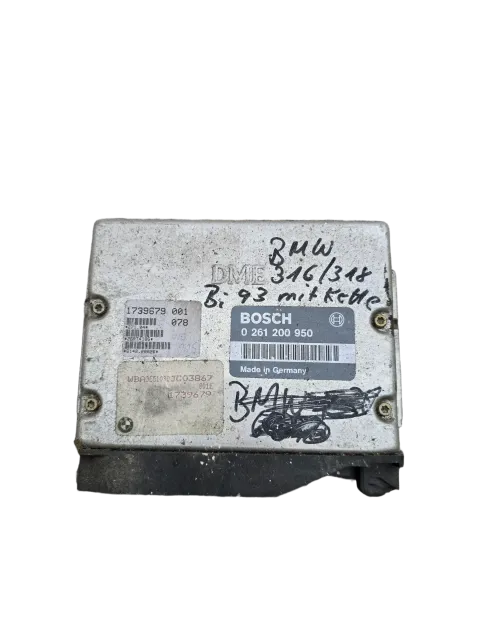 BMW
DME 316/318
Bi 93 mit Kette
1739679 001
078
BOSCH
0 261 200 950
Made in Germany
1739679
BMW